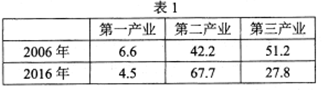 表1
第一产业 第二产业 第三产业
2006年 6.6 42.2 51.2
2016年 4.5 67.7 27.8